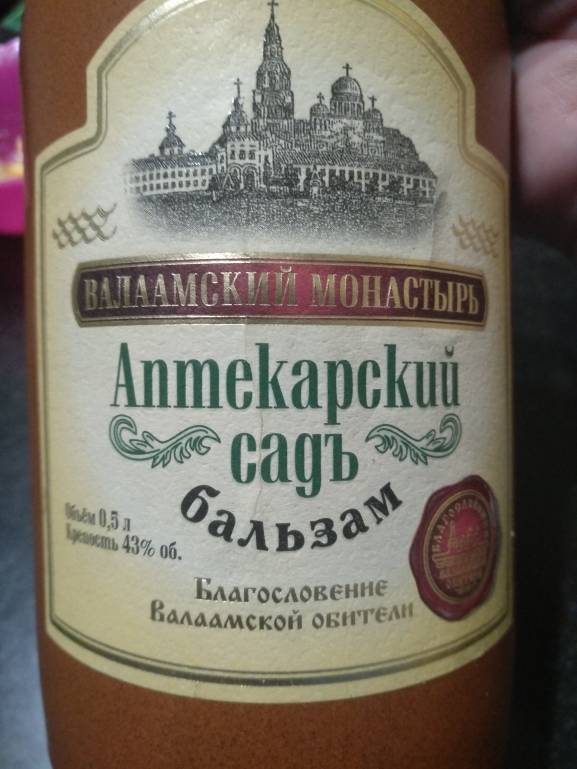 ВАЛААМСКИЙ МОНАСТЫРЬ
Аптекарский
садъ
бальзам
Объём 0,5 л
Крепость 43% об.
БЛАГОСЛОВЕНИЕ
ВАЛААМСКОЙ ОБИТЕЛИ